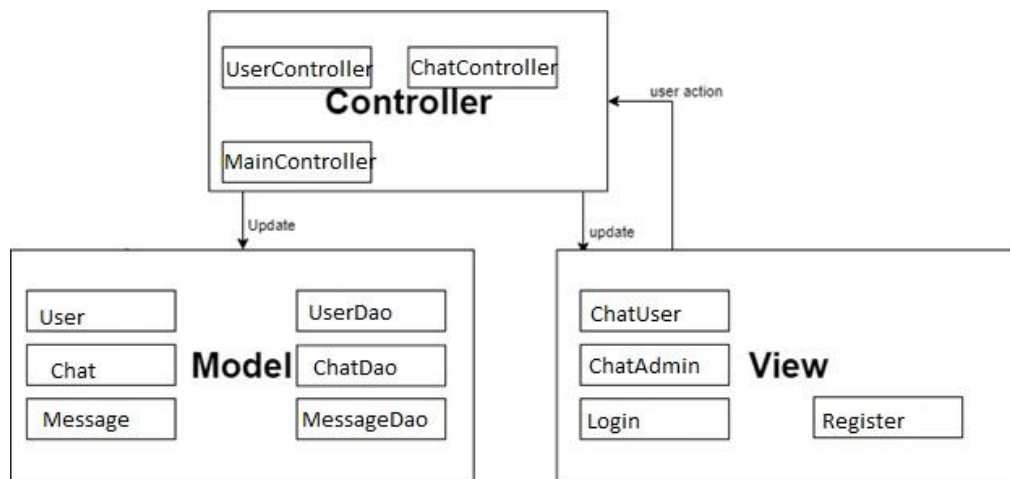 UserController
ChatController
Controller
user action
MainController
Update
update
User
UserDao
Chat
Model
ChatDao
Message
MessageDao
ChatUser
ChatAdmin
View
Login
Register